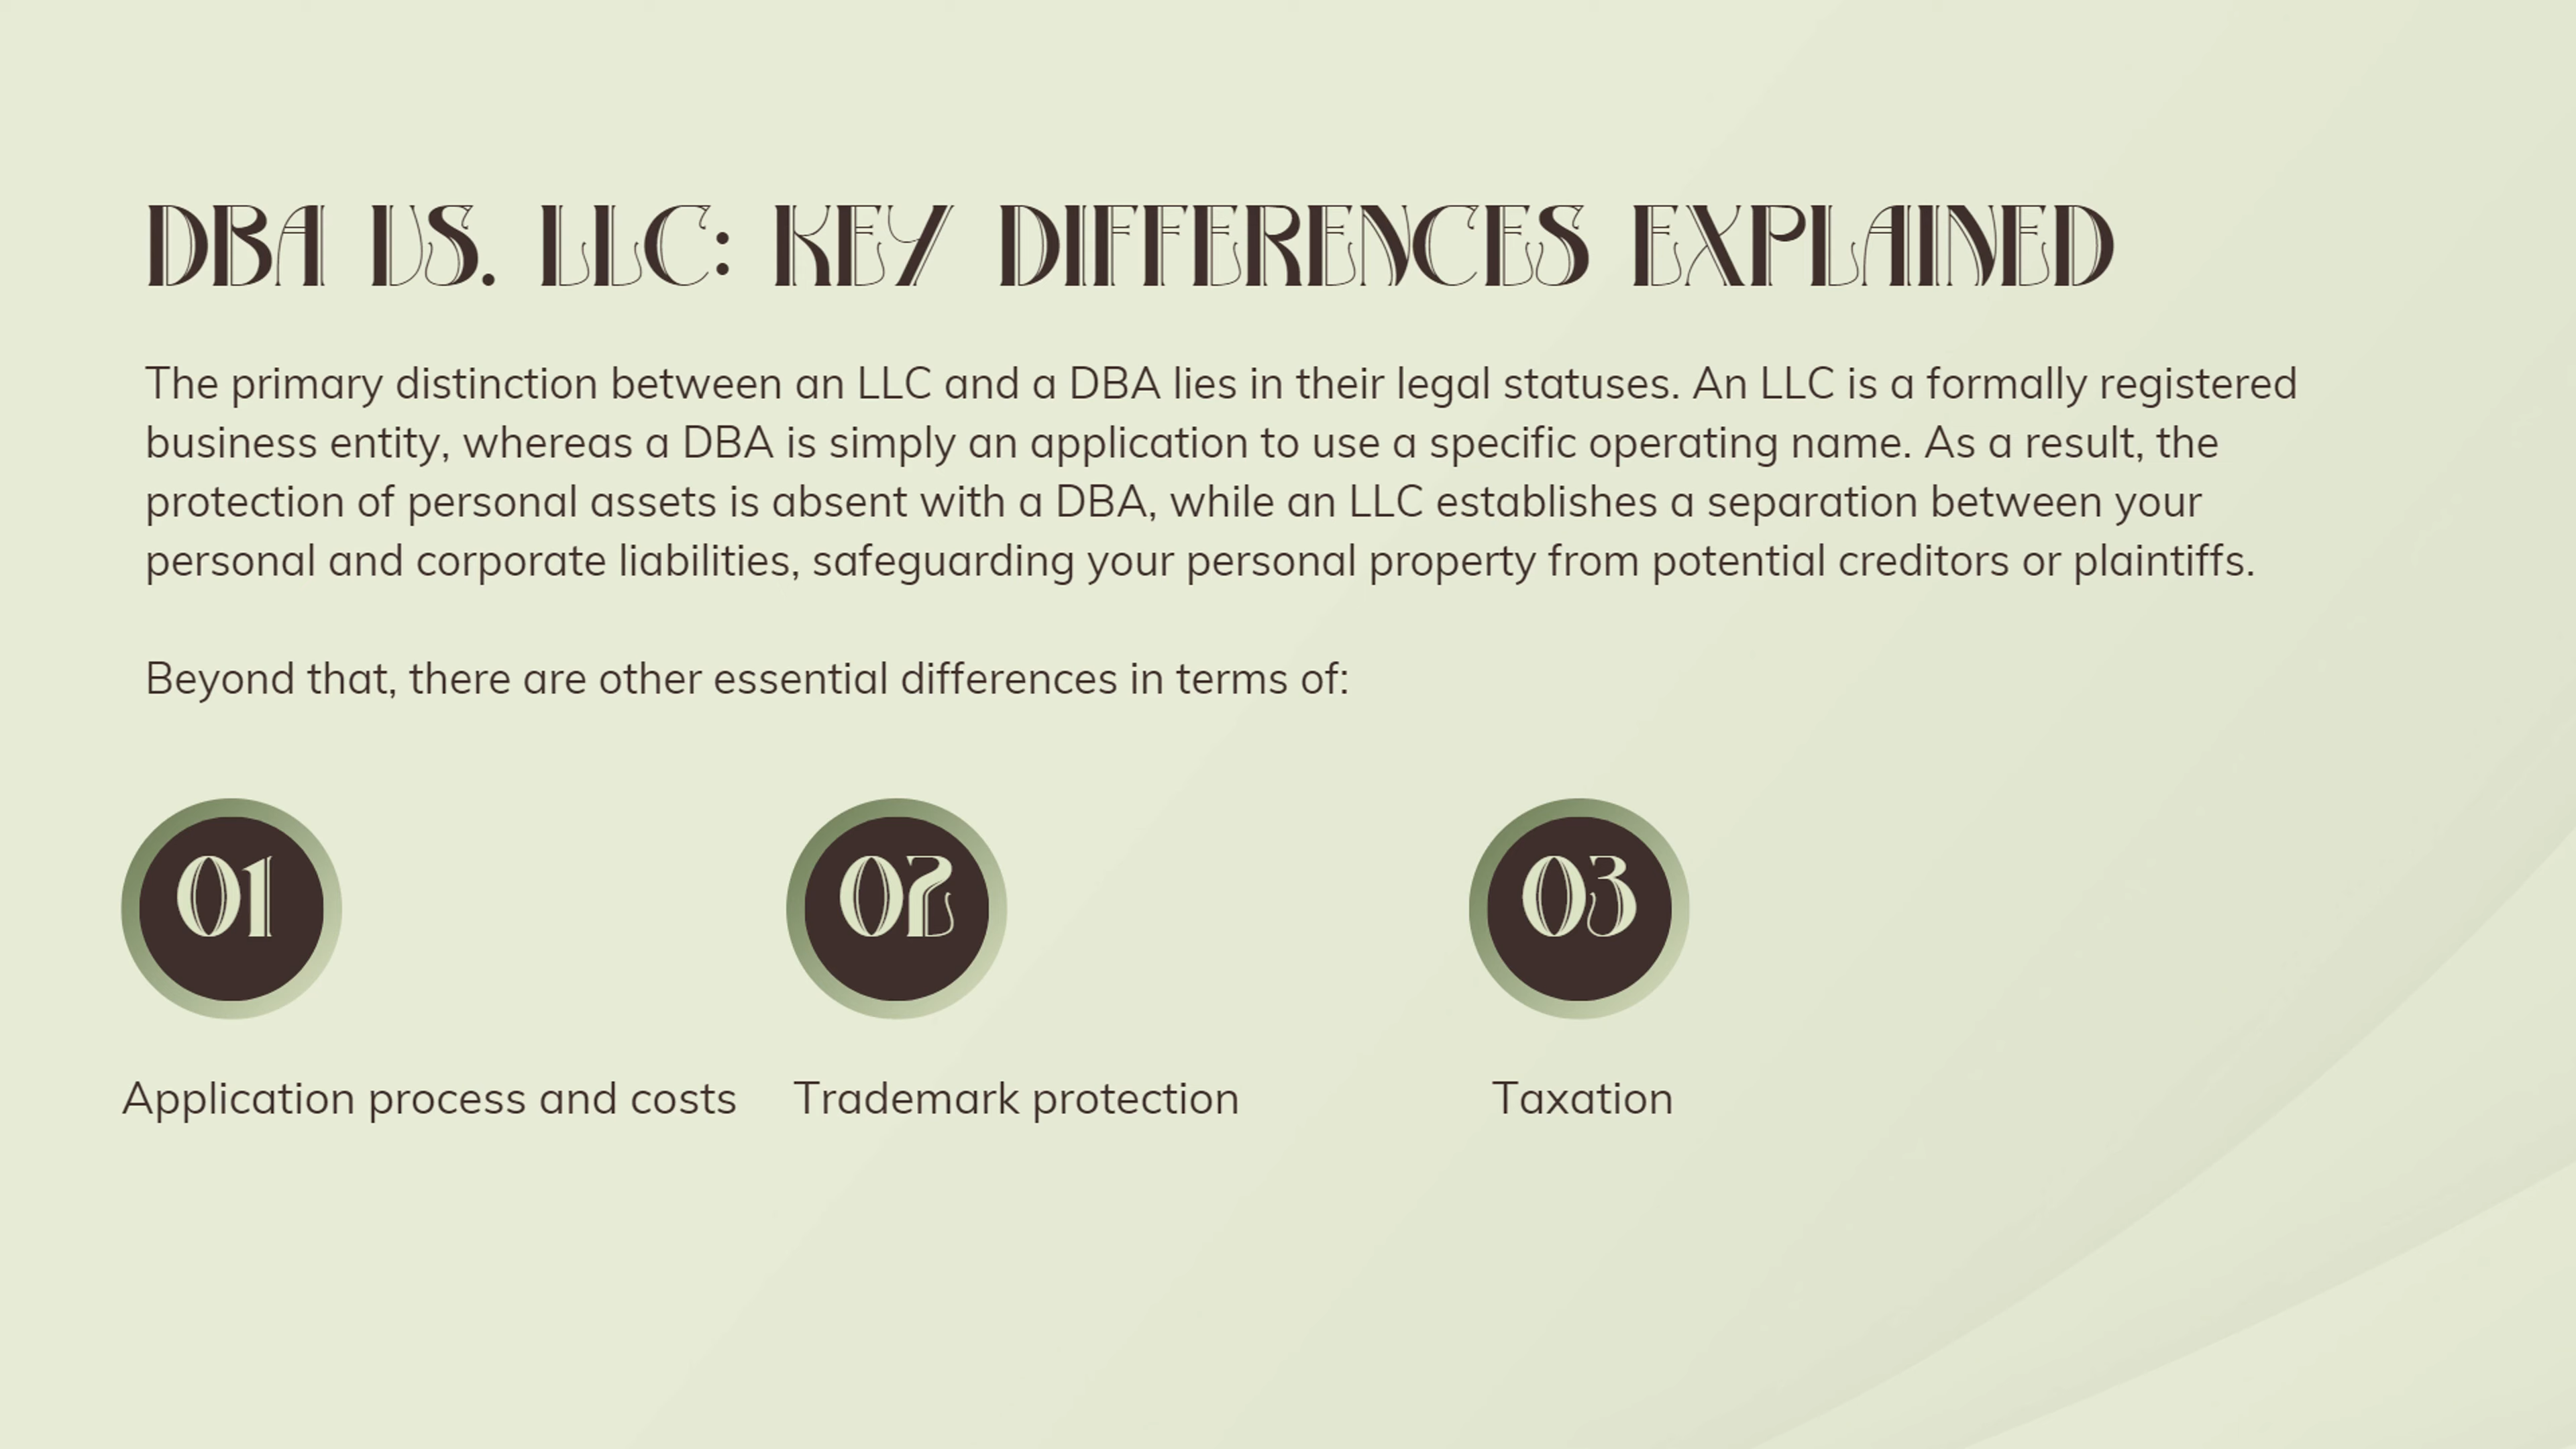 DBA VS. LLC: KEY DIFFERENCES EXPLAINED
The primary distinction between an LLC and a DBA lies in their legal statuses. An LLC is a formally registered
business entity, whereas a DBA is simply an application to use a specific operating name. As a result, the
protection of personal assets is absent with a DBA, while an LLC establishes a separation between your
personal and corporate liabilities, safeguarding your personal property from potential creditors or plaintiffs.
Beyond that, there are other essential differences in terms of:
01
Application process and costs
02
Trademark protection
03
Taxation